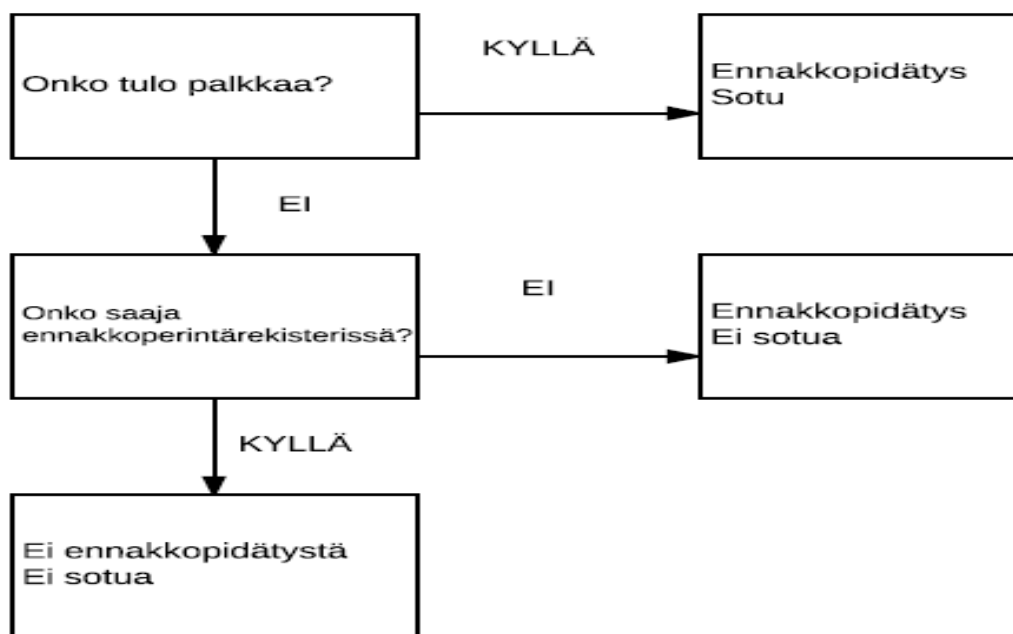 Onko tulo palkkaa?
KYLLÄ
Ennakkopidätys
Sotu
EI
Onko saaja
ennakkoperintärekisterissä?
EI
Ennakkopidätys
Ei sotua
KYLLÄ
Ei ennakkopidätystä
Ei sotua